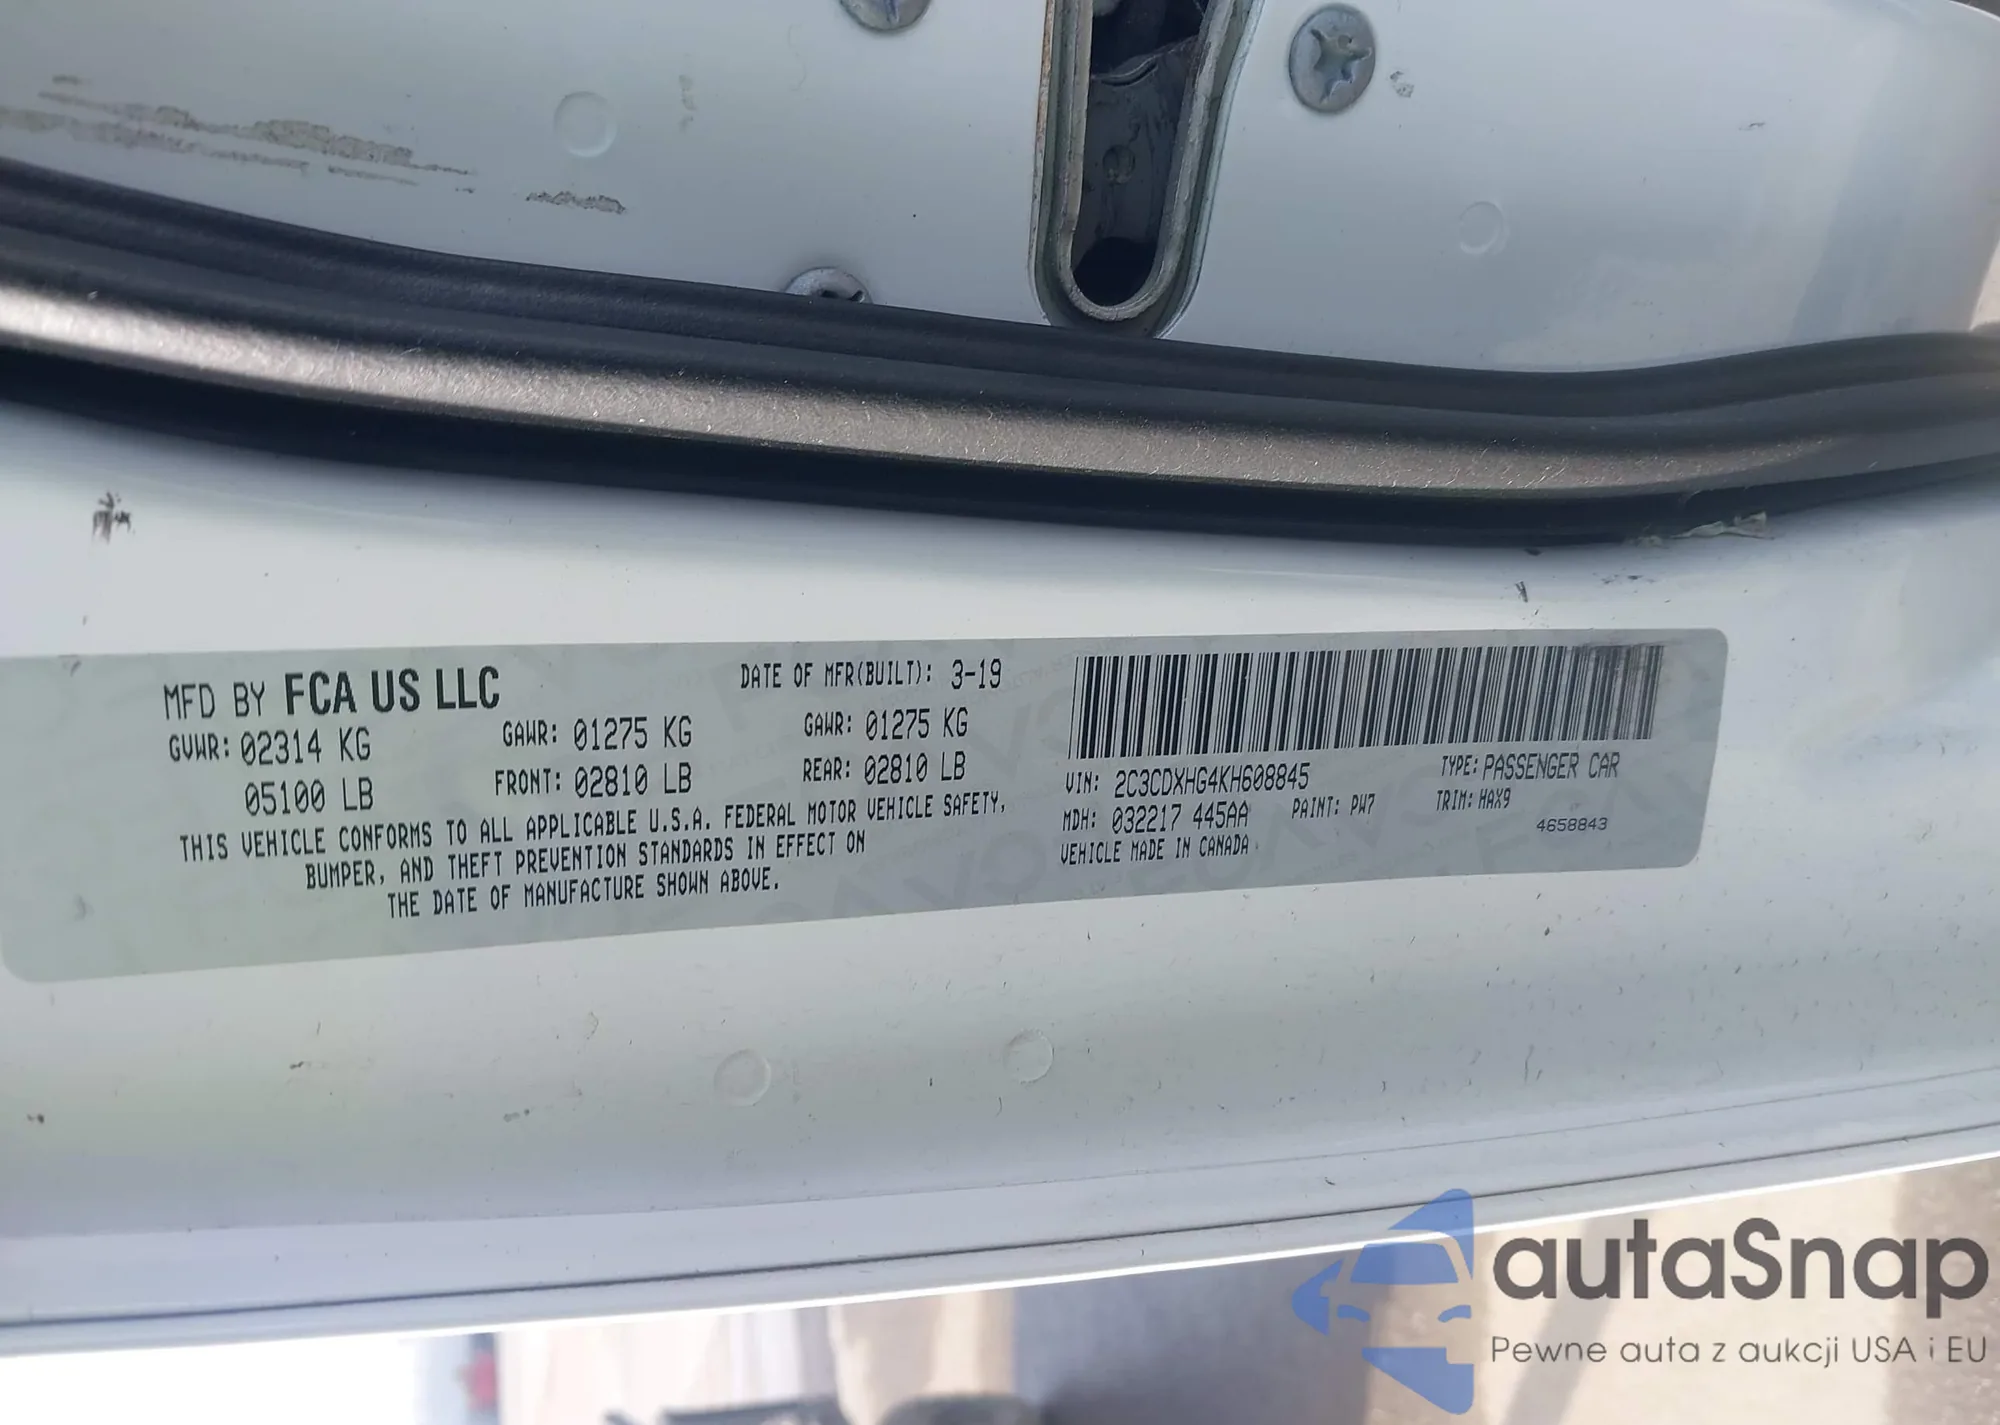 MFD BY FCA US LLC
DATE OF MFR(BUILT): 3-19
GVWR: 02314 KG
GAWR: 01275 KG
GAWR: 01275 KG
05100 LB
FRONT: 02810 LB
REAR: 02810 LB
THIS VEHICLE CONFORMS TO ALL APPLICABLE U.S.A. FEDERAL MOTOR VEHICLE SAFETY,
BUMPER, AND THEFT PREVENTION STANDARDS IN EFFECT ON
THE DATE OF MANUFACTURE SHOWN ABOVE.
VIN: 2C3CDXHG4KH608845
TYPE: PASSENGER CAR
MDH: 032217 445AA
PAINT: PW7
TRIM: HAX9
VEHICLE MADE IN CANADA
4658843
autaSnap
Pewne auta z aukcji USA i EU